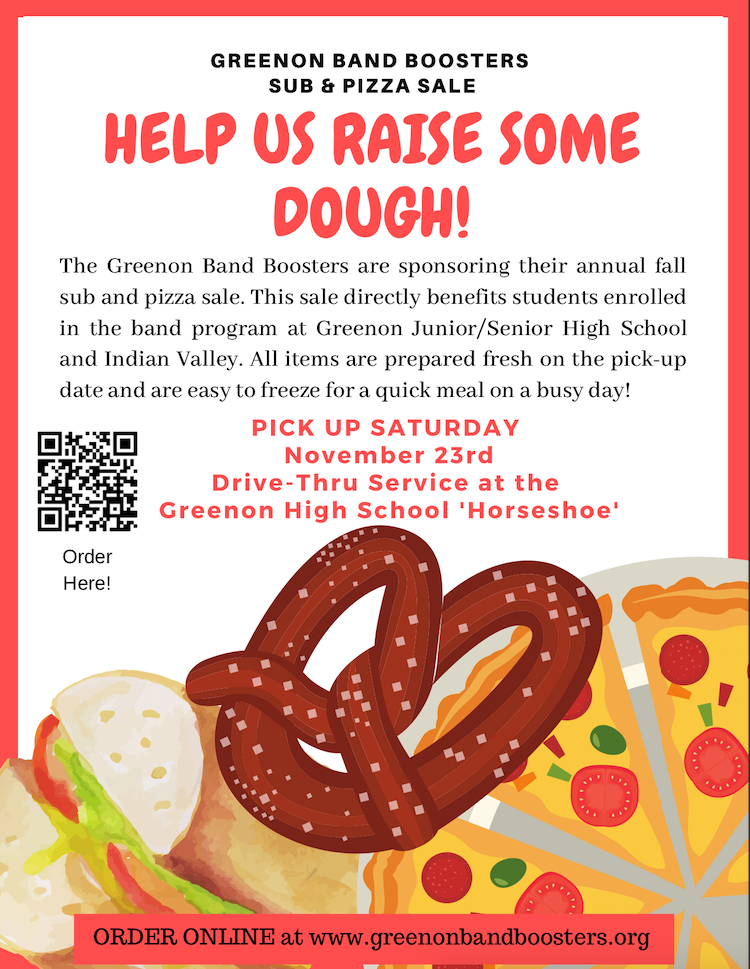 GREENON BAND BOOSTERS
SUB & PIZZA SALE
HELP US RAISE SOME
DOUGH!
The Greenon Band Boosters are sponsoring their annual fall
sub and pizza sale. This sale directly benefits students enrolled
in the band program at Greenon Junior/Senior High School
and Indian Valley. All items are prepared fresh on the pick-up
date and are easy to freeze for a quick meal on a busy day!
PICK UP SATURDAY
November 23rd
Drive-Thru Service at the
Greenon High School 'Horseshoe'
Order
Here!
ORDER ONLINE at www.greenonbandboosters.org